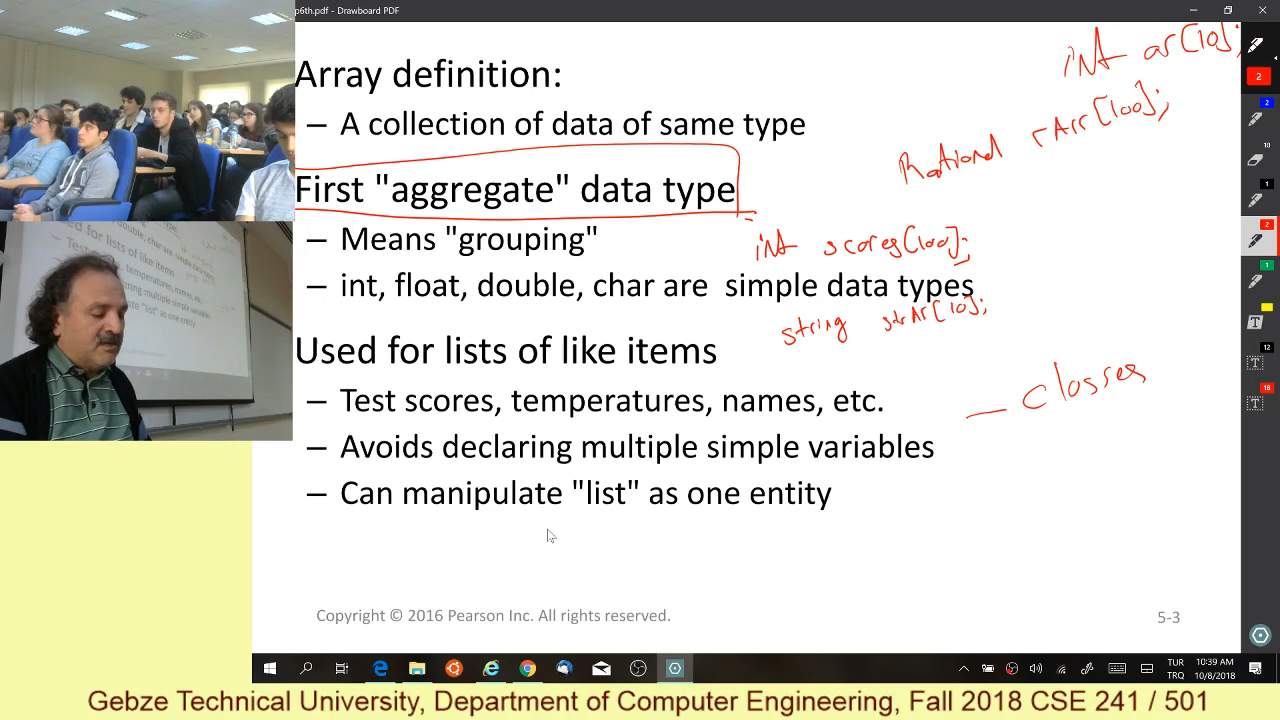 p6th.pdf - Drawboard PDF
int ar[10];
Array definition:
– A collection of data of same type
Rational rArr[100];
First "aggregate" data type
– Means "grouping"
int scores[100];
– int, float, double, char are simple data types
string strAr[10];
Used for lists of like items
– Test scores, temperatures, names, etc.
— classes
– Avoids declaring multiple simple variables
– Can manipulate "list" as one entity
Copyright © 2016 Pearson Inc. All rights reserved.
5-3
TUR
TRQ
10:39 AM
10/8/2018
Gebze Technical University, Department of Computer Engineering, Fall 2018 CSE 241 / 501